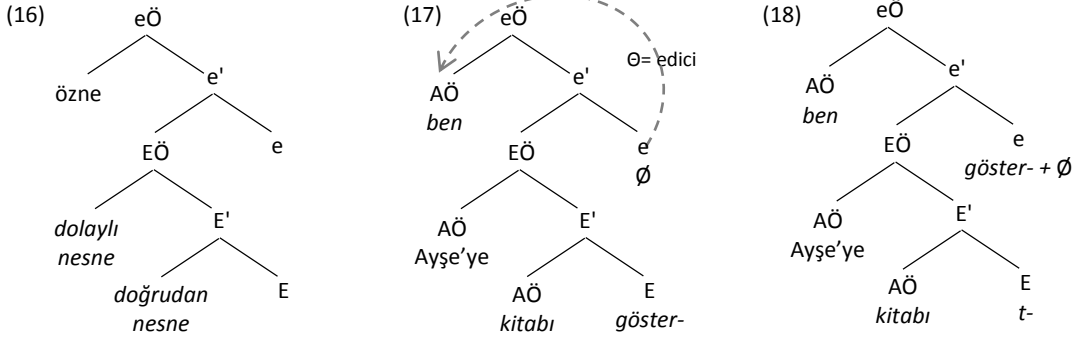 (16)
eÖ
özne
e'
EÖ
e
dolaylı
nesne
E'
doğrudan
nesne
E
(17)
eÖ
Θ= edici
AÖ
ben
e'
EÖ
e
Ø
AÖ
Ayşe'ye
E'
AÖ
kitabı
E
göster-
(18)
eÖ
AÖ
ben
e'
EÖ
e
göster- + Ø
AÖ
Ayşe'ye
E'
AÖ
kitabı
E
t-